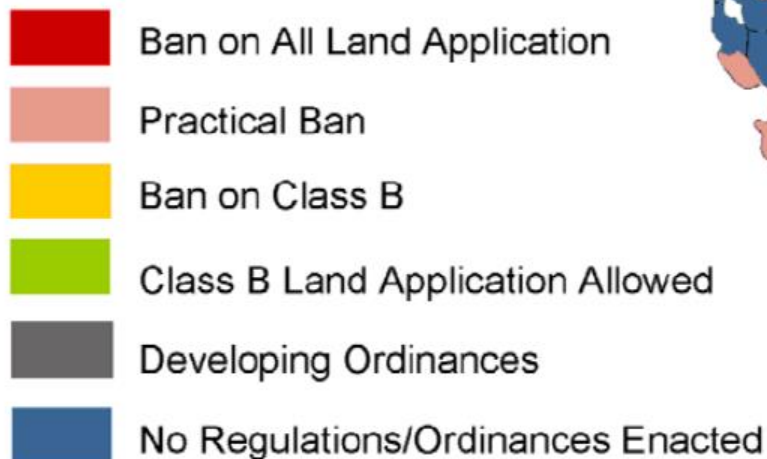 Ban on All Land Application
Practical Ban
Ban on Class B
Class B Land Application Allowed
Developing Ordinances
No Regulations/Ordinances Enacted